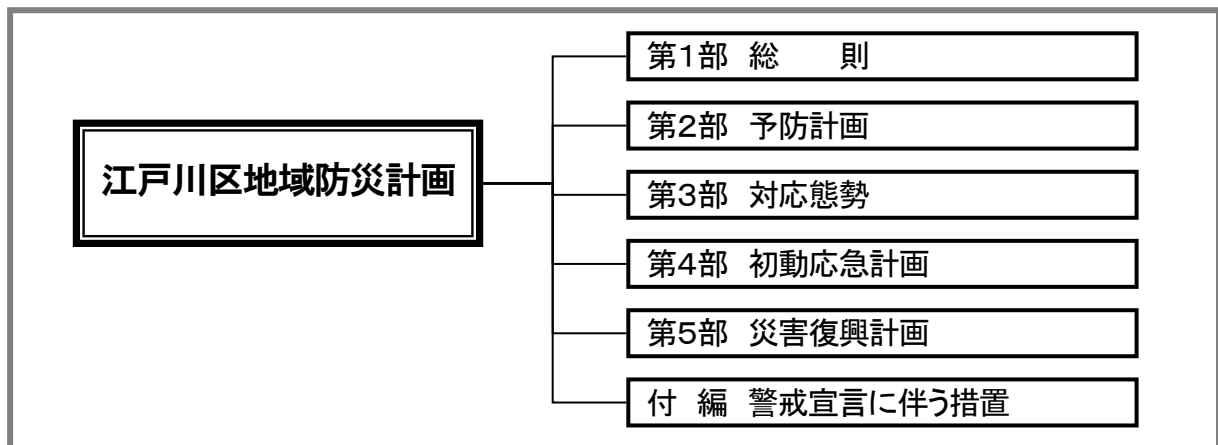 江戸川区地域防災計画
第1部 総　　則
第2部 予防計画
第3部 対応態勢
第4部 初動応急計画
第5部 災害復興計画
付　編 警戒宣言に伴う措置